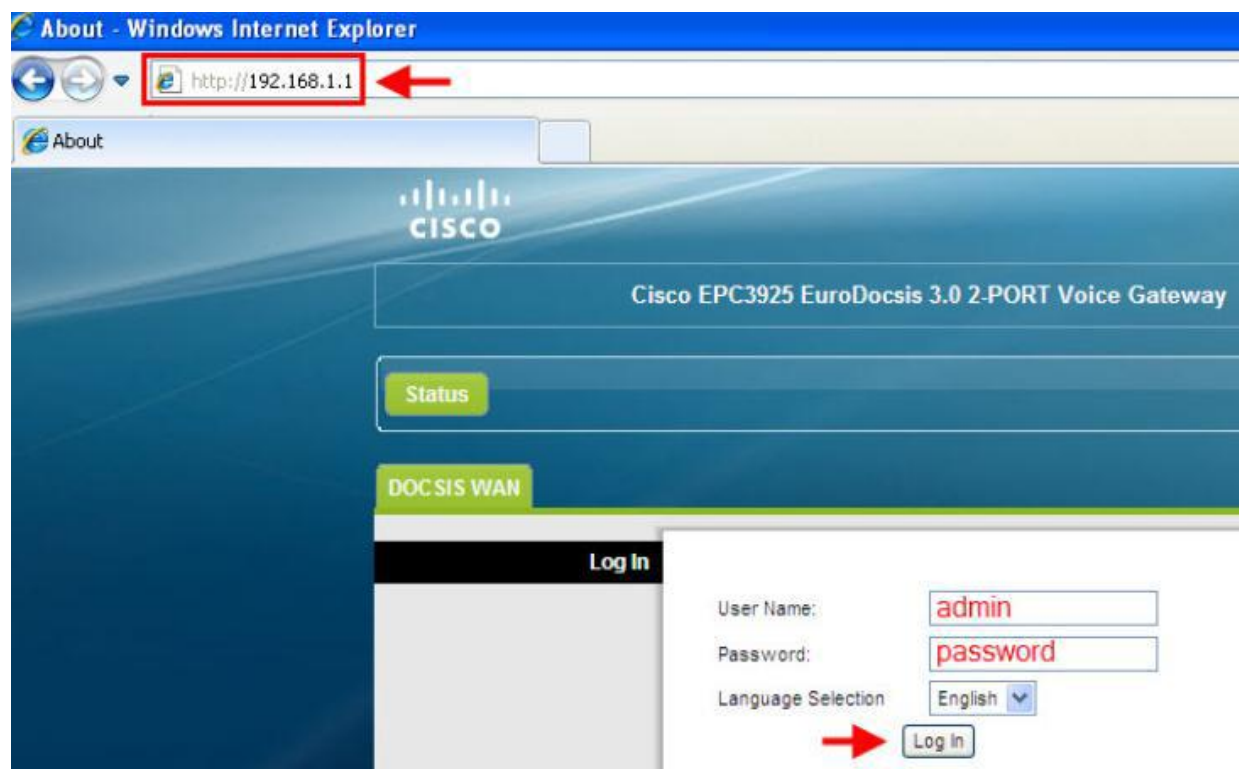 About - Windows Internet Explorer
http://192.168.1.1
About
CISCO
Cisco EPC3925 EuroDocsis 3.0 2-PORT Voice Gateway
Status
DOCSIS WAN
Log In
User Name: admin
Password: password
Language Selection English
Log In